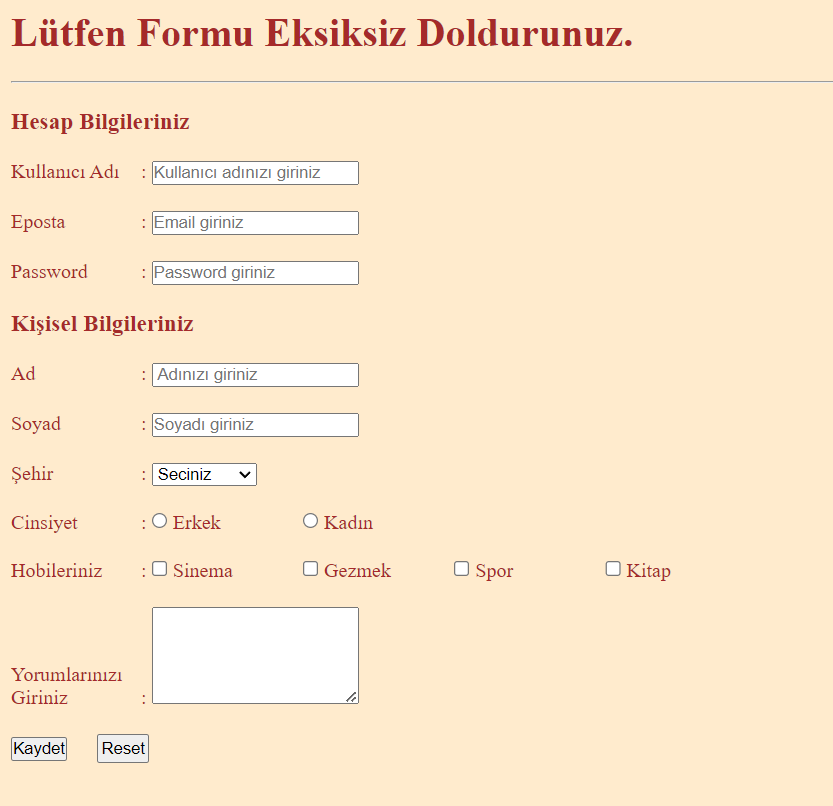 Lütfen Formu Eksiksiz Doldurunuz.
Hesap Bilgileriniz
Kullanıcı Adı : Kullanıcı adınızı giriniz
Eposta : Email giriniz
Password : Password giriniz
Kişisel Bilgileriniz
Ad : Adınızı giriniz
Soyad : Soyadı giriniz
Şehir : Seciniz
Cinsiyet : Erkek Kadın
Hobileriniz : Sinema Gezmek Spor Kitap
Yorumlarınızı
Giriniz :
Kaydet Reset